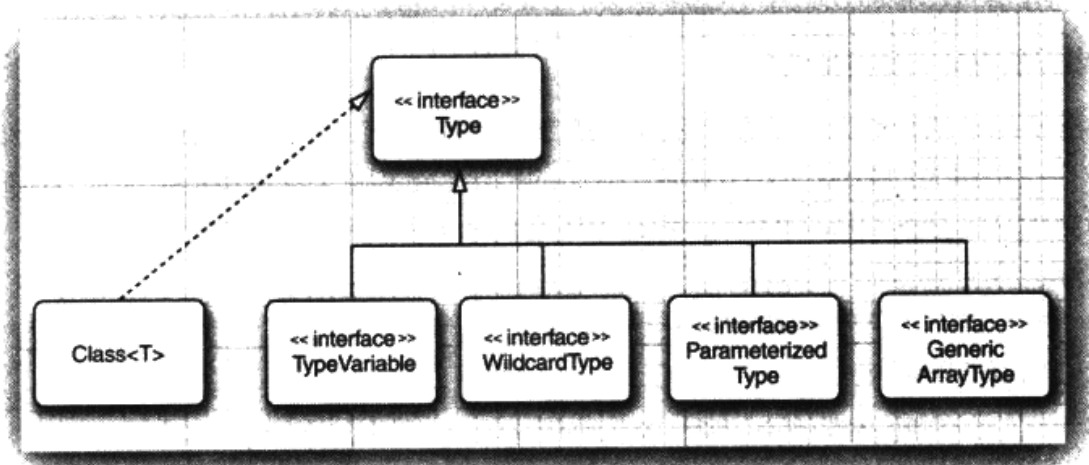 << interface >>
Type
Class<T>
<< interface >>
TypeVariable
<< interface >>
WildcardType
<< interface >>
Parameterized
Type
<< interface >>
Generic
ArrayType